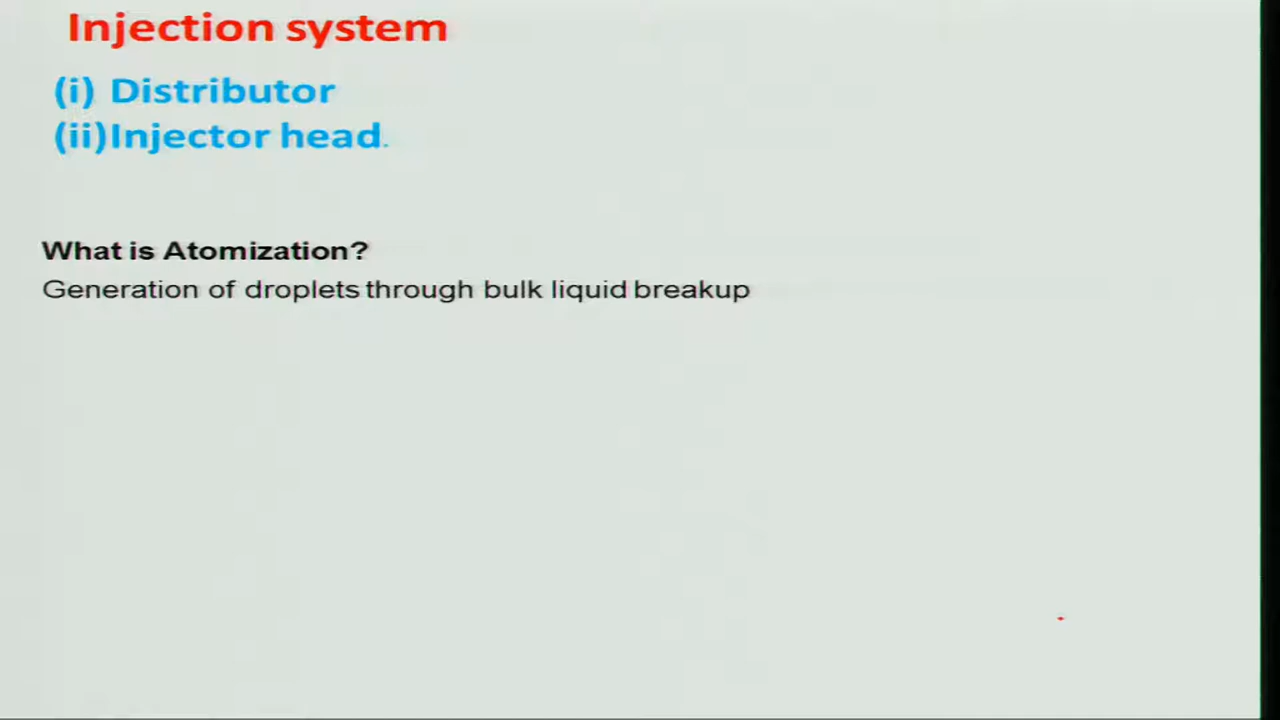 Injection system
(i) Distributor
(ii)Injector head.
What is Atomization?
Generation of droplets through bulk liquid breakup